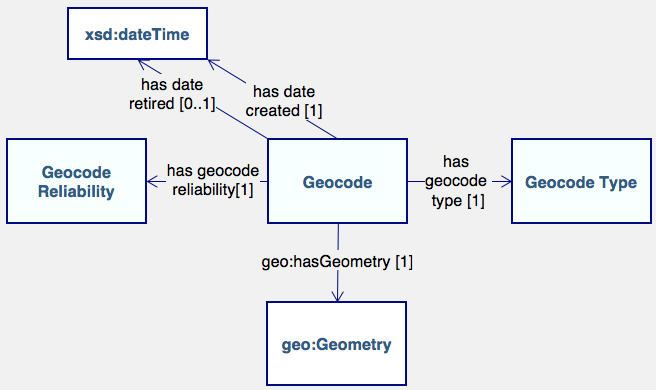 xsd:dateTime
has date
retired [0..1]
has date
created [1]
Geocode
Reliability
has geocode
reliability[1]
Geocode
has
geocode
type [1]
Geocode Type
geo:hasGeometry [1]
geo:Geometry